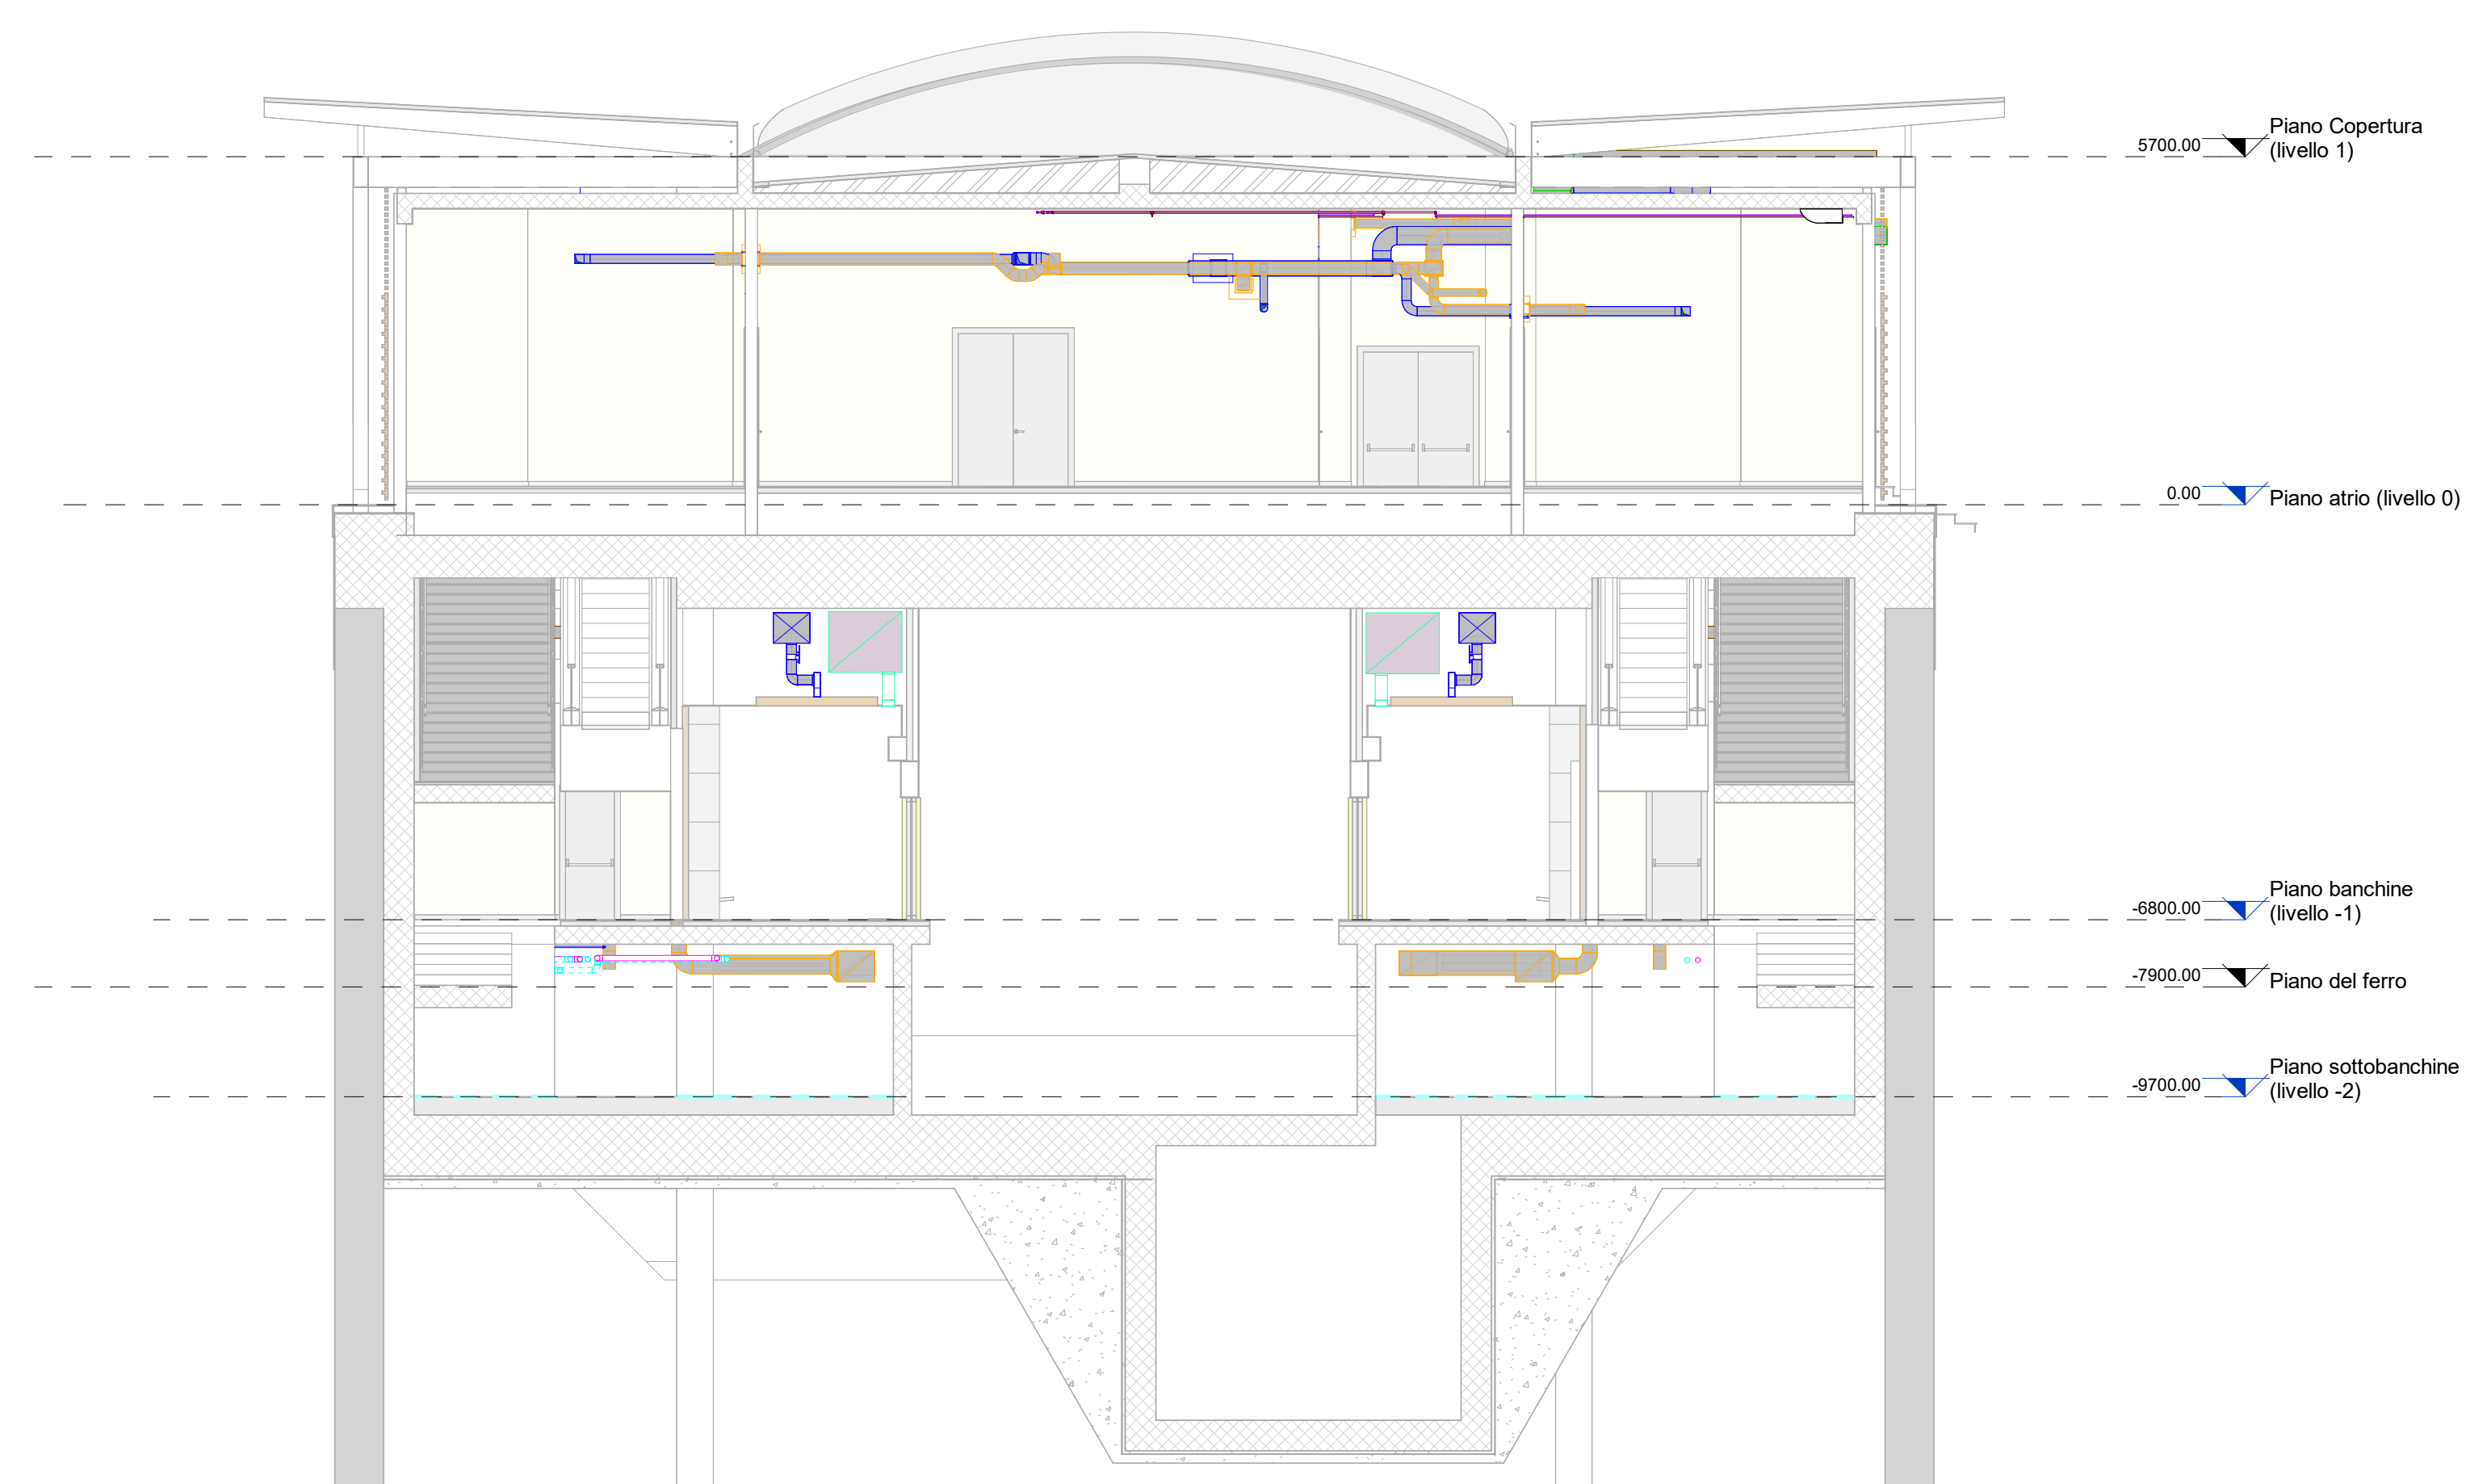 Piano Copertura
5700.00
(livello 1)
0.00
Piano atrio (livello 0)
Piano banchine
-6800.00
(livello -1)
-7900.00
Piano del ferro
Piano sottobanchine
-9700.00
(livello -2)